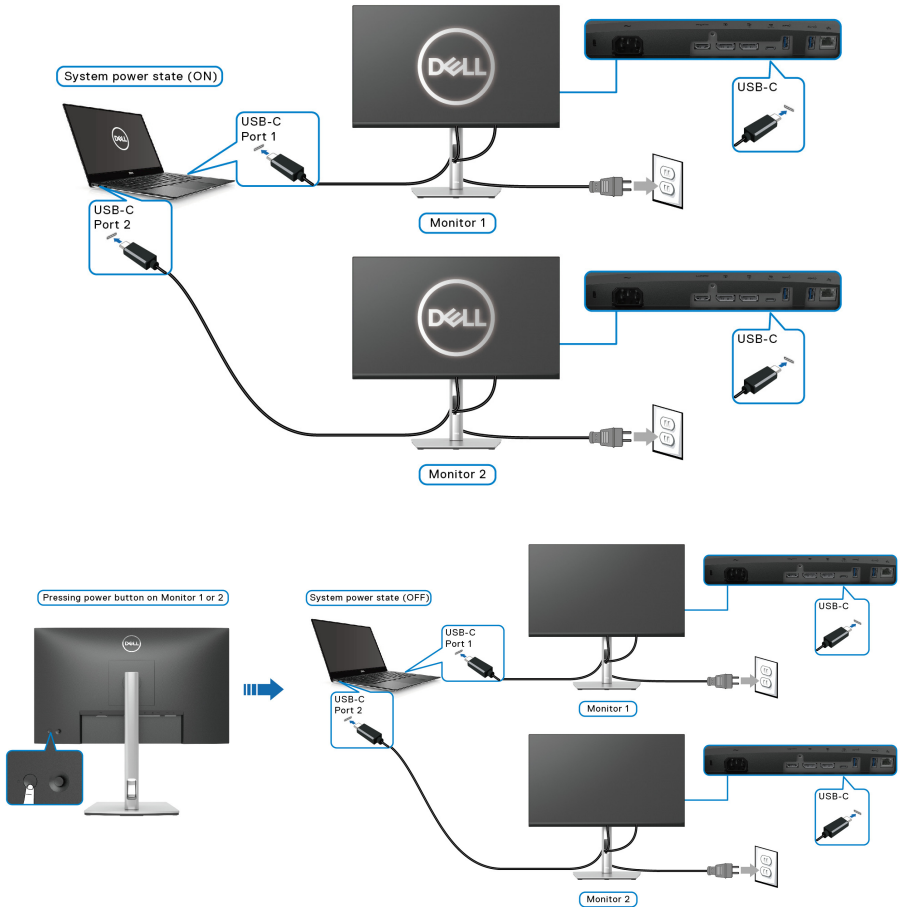 System power state (ON)
DELL
USB-C
Port 1
DELL
USB-C
Monitor 1
USB-C
Port 2
DELL
USB-C
Monitor 2
Pressing power button on Monitor 1 or 2
DELL
System power state (OFF)
USB-C
Port 1
USB-C
Monitor 1
USB-C
Port 2
USB-C
Monitor 2